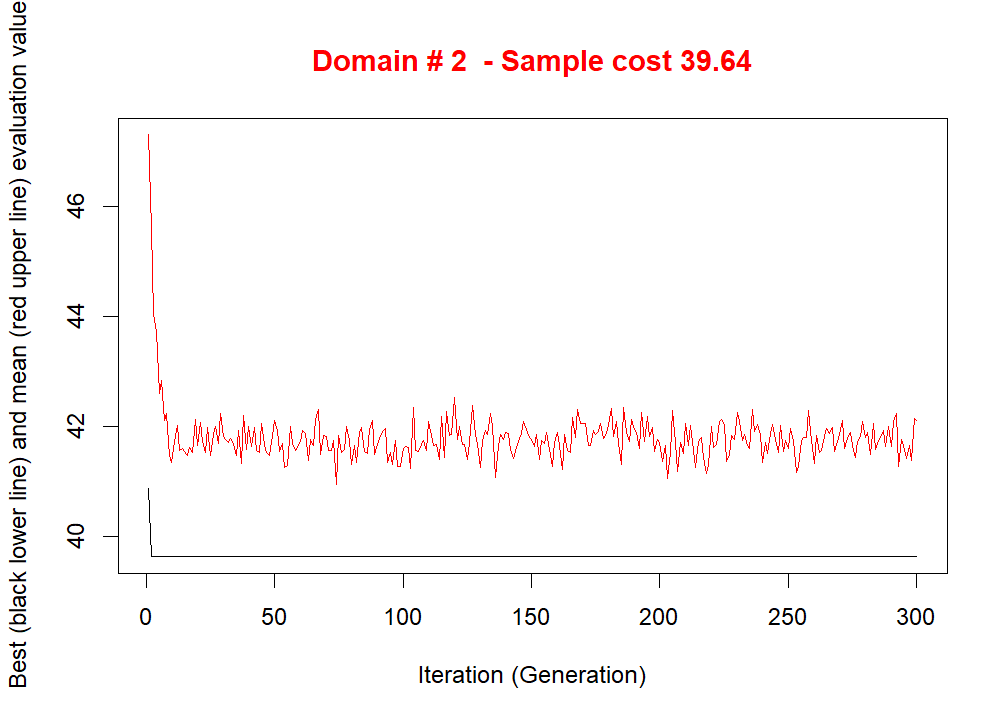 Domain # 2  - Sample cost 39.64
Best (black lower line) and mean (red upper line) evaluation value
46
44
42
40
0 50 100 150 200 250 300
Iteration (Generation)